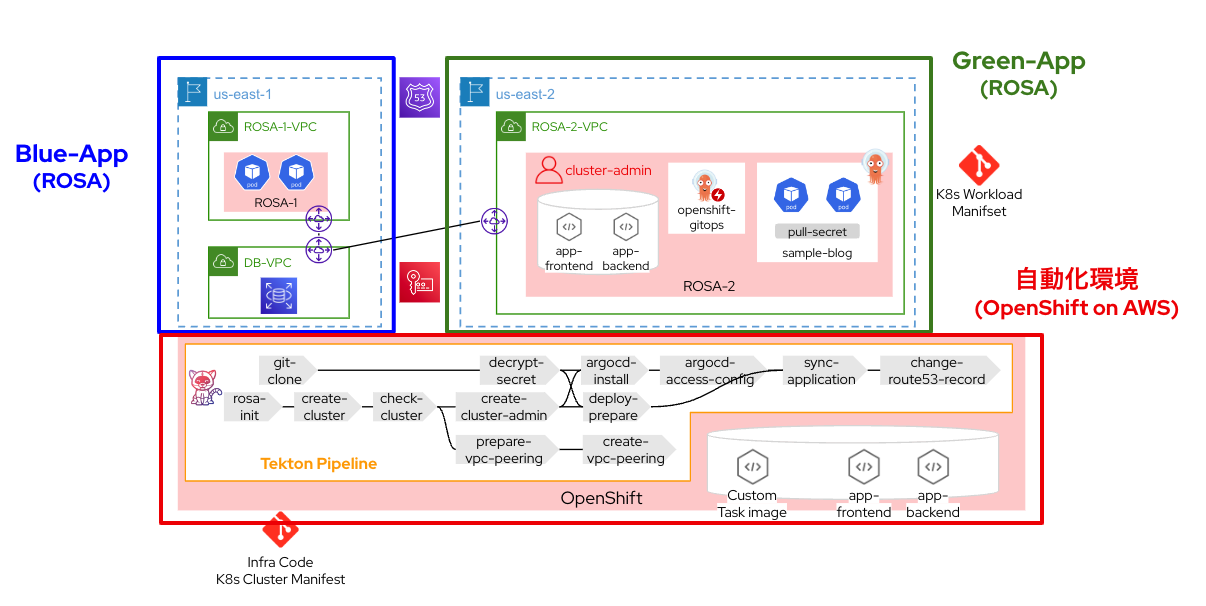 Green-App
(ROSA)
Blue-App
(ROSA)
us-east-1
ROSA-1-VPC
pod
pod
ROSA-1
DB-VPC
53
us-east-2
ROSA-2-VPC
cluster-admin
app-
frontend
app-
backend
openshift-
gitops
pod
pod
pull-secret
sample-blog
ROSA-2
K8s Workload
Manifset
自動化環境
(OpenShift on AWS)
git-
clone
decrypt-
secret
argocd-
install
argocd-
access-config
sync-
application
change-
route53-record
rosa-
init
create-
cluster
check-
cluster
create-
cluster-admin
deploy-
prepare
prepare-
vpc-peering
create-
vpc-peering
Tekton Pipeline
OpenShift
Custom
Task image
app-
frontend
app-
backend
Infra Code
K8s Cluster Manifest